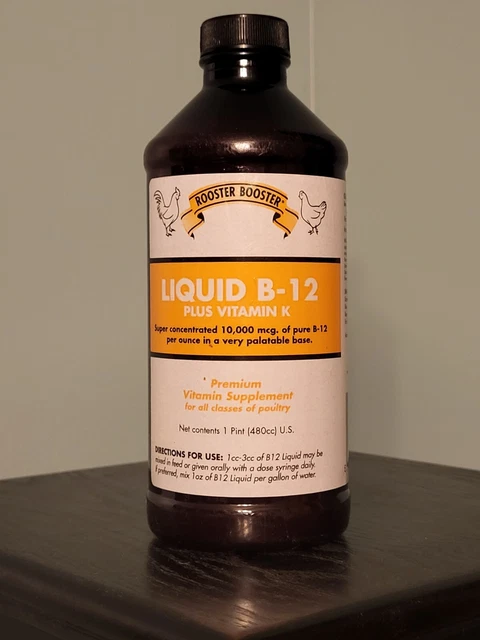 ROOSTER BOOSTER®
LIQUID B-12
PLUS VITAMIN K
Super concentrated 10,000 mcg. of pure B-12
per ounce in a very palatable base.
Premium
Vitamin Supplement
for all classes of poultry
Net contents 1 Pint (480cc) U.S.
DIRECTIONS FOR USE: 1cc-3cc of B12 Liquid may be
mixed in feed or given orally with a dose syringe daily.
If preferred, mix 1oz of B12 Liquid per gallon of water.